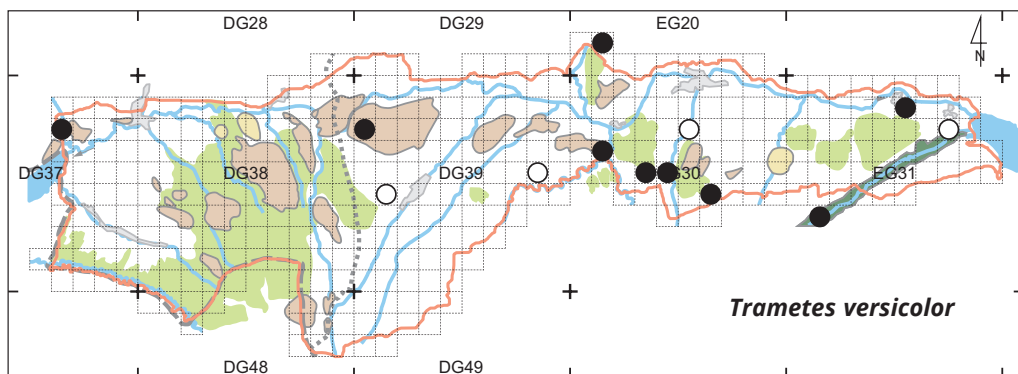 DG28 DG29 EG20
N
DG37 DG38 DG39 EG30 EG31
Trametes versicolor
DG48 DG49